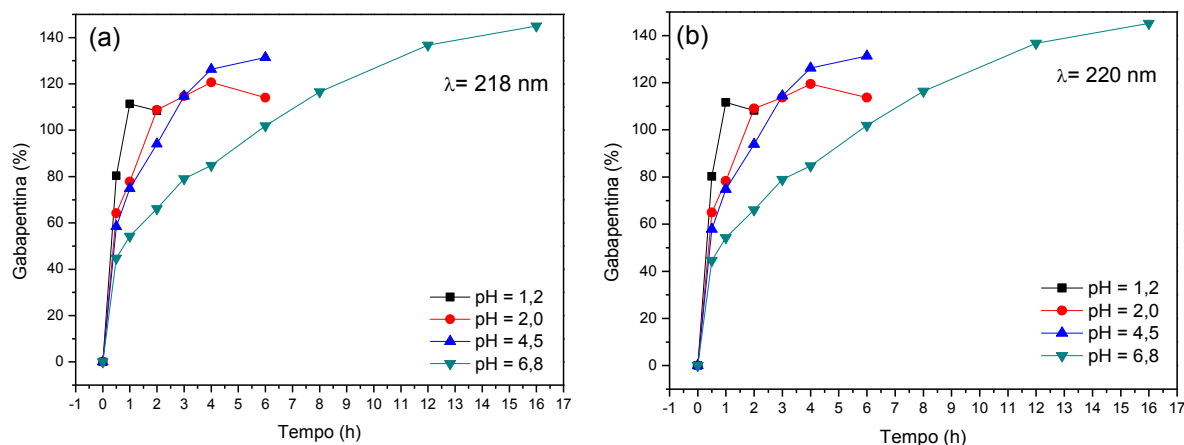 (a)
λ= 218 nm
Gabapentina (%)
140
120
100
80
60
40
20
0
pH = 1,2
pH = 2,0
pH = 4,5
pH = 6,8
-1 0 1 2 3 4 5 6 7 8 9 10 11 12 13 14 15 16 17
Tempo (h)
(b)
λ= 220 nm
Gabapentina (%)
140
120
100
80
60
40
20
0
pH = 1,2
pH = 2,0
pH = 4,5
pH = 6,8
-1 0 1 2 3 4 5 6 7 8 9 10 11 12 13 14 15 16 17
Tempo (h)